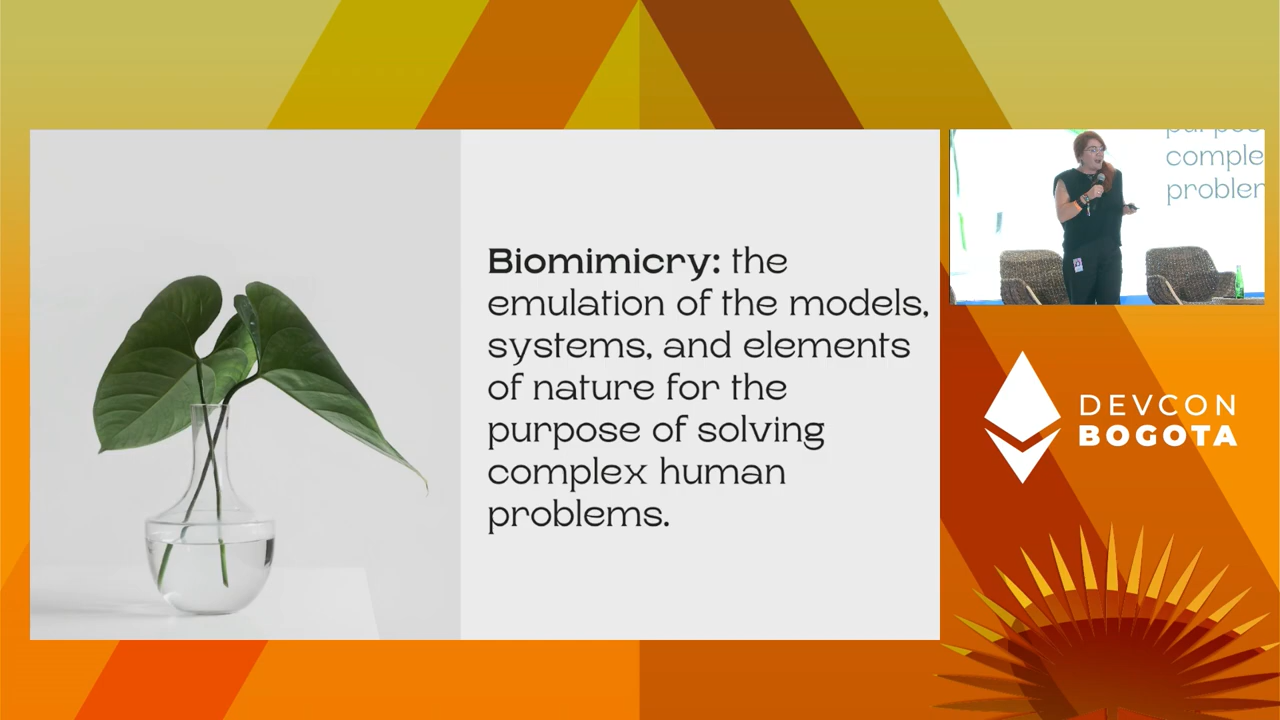 Biomimicry: the
emulation of the models,
systems, and elements
of nature for the
purpose of solving
complex human
problems.
comple
probler
DEVCON
BOGOTA